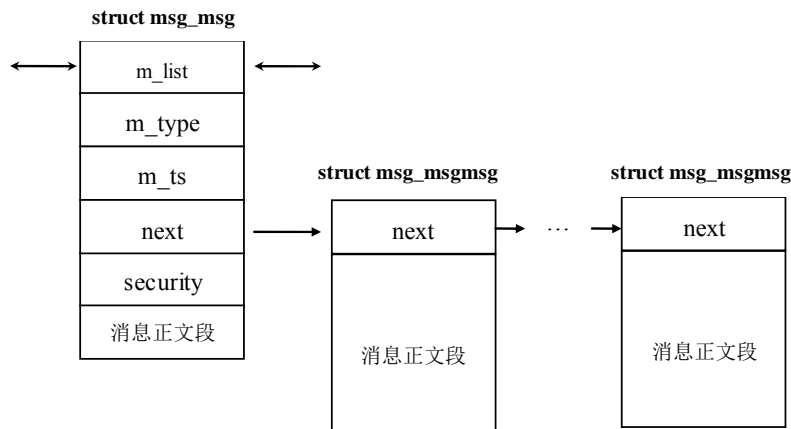 struct msg_msg
m_list
m_type
m_ts
next
security
消息正文段
struct msg_msgmsg
next
消息正文段
…
struct msg_msgmsg
next
消息正文段